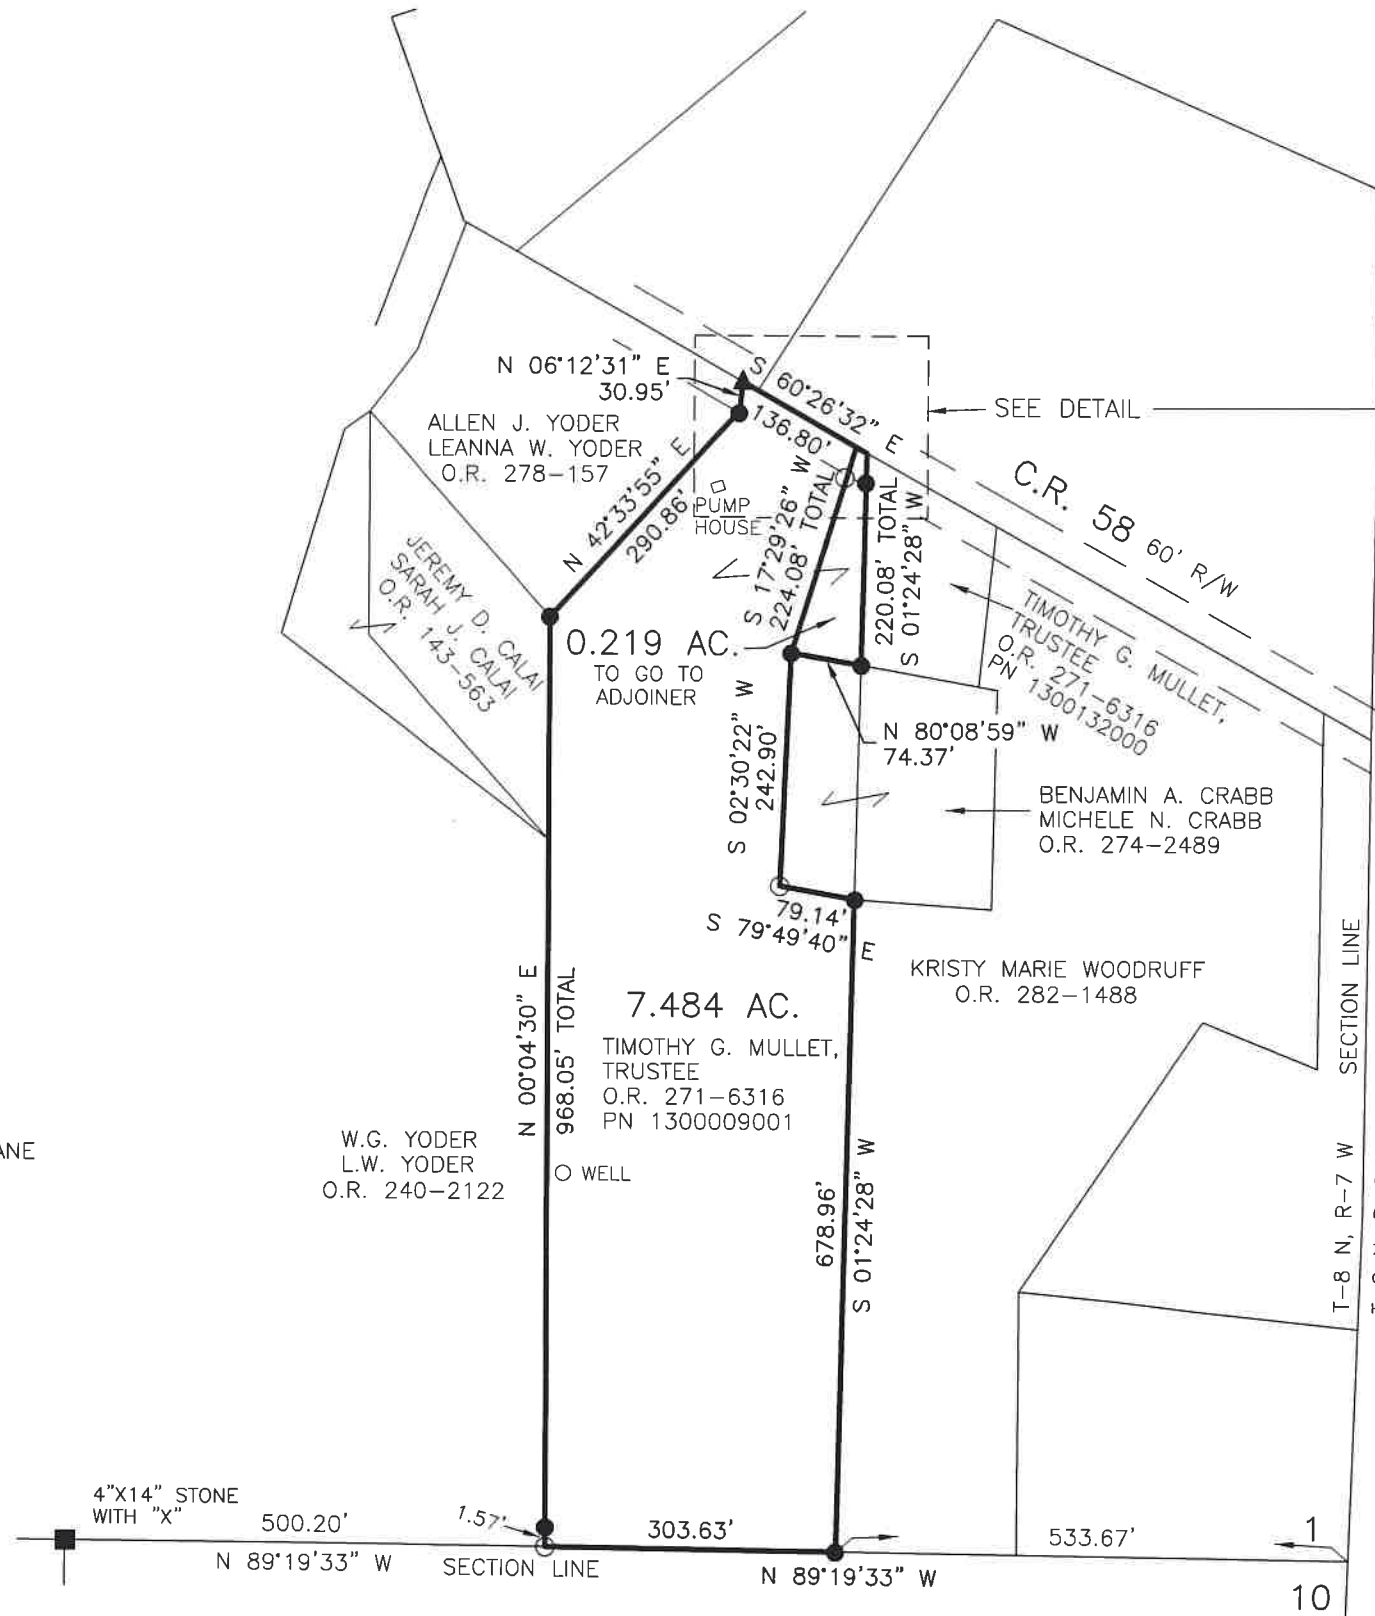 N 06°12'31" E
30.95'
S 60°26'32" E
136.80'
SEE DETAIL
ALLEN J. YODER
LEANNA W. YODER
O.R. 278-157
N 42°33'55" E
290.86'
PUMP
HOUSE
S 17°29'26" W
224.08' TOTAL
220.08' TOTAL
S 01°24'28" W
C.R. 58 60' R/W
JEREMY D. CALAI
SARAH J. CALAI
O.R. 143-563
TIMOTHY G. MULLET,
TRUSTEE
O.R. 271-6316
PN 1300132000
0.219 AC.
TO GO TO
ADJOINER
N 80°08'59" W
74.37'
S 02°30'22" W
242.90'
BENJAMIN A. CRABB
MICHELE N. CRABB
O.R. 274-2489
79.14'
S 79°49'40" E
KRISTY MARIE WOODRUFF
O.R. 282-1488
N 00°04'30" E
968.05' TOTAL
7.484 AC.
TIMOTHY G. MULLET,
TRUSTEE
O.R. 271-6316
PN 1300009001
SECTION LINE
T-8 N, R-7 W
ANE
W.G. YODER
L.W. YODER
O.R. 240-2122
WELL
678.96'
S 01°24'28" W
4"X14" STONE
WITH "X"
500.20'
N 89°19'33" W
1.57'
SECTION LINE
303.63'
N 89°19'33" W
533.67'
1
10